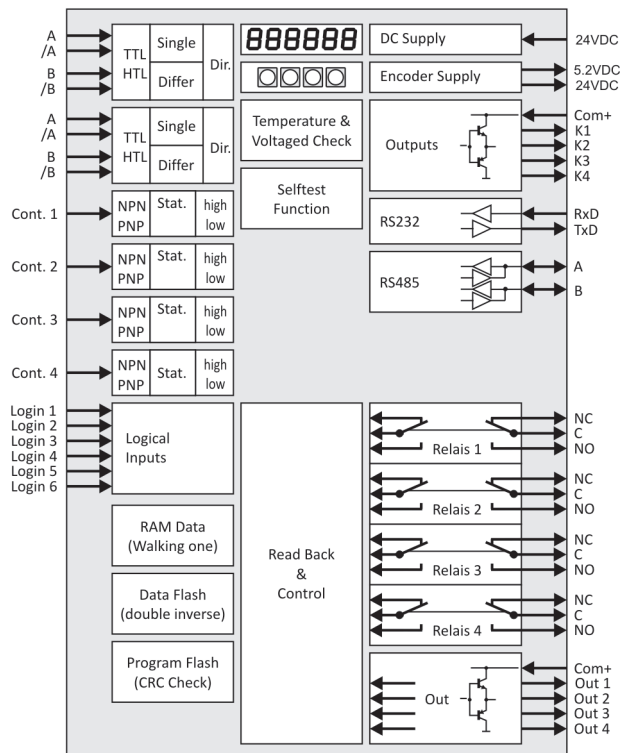 A
/A
B
/B
TTL
HTL
Single
Differ
Dir.
888888
DC Supply
24VDC
Encoder Supply
5.2VDC
24VDC
A
/A
B
/B
TTL
HTL
Single
Differ
Dir.
Temperature &
Voltaged Check
Outputs
Com+
K1
K2
K3
K4
Selftest
Function
Cont. 1
NPN
PNP
Stat.
high
low
RS232
RxD
TxD
Cont. 2
NPN
PNP
Stat.
high
low
RS485
A
B
Cont. 3
NPN
PNP
Stat.
high
low
Cont. 4
NPN
PNP
Stat.
high
low
Login 1
Login 2
Login 3
Login 4
Login 5
Login 6
Logical
Inputs
RAM Data
(Walking one)
Data Flash
(double inverse)
Program Flash
(CRC Check)
Read Back
&
Control
Relais 1
NC
C
NO
Relais 2
NC
C
NO
Relais 3
NC
C
NO
Relais 4
NC
C
NO
Out
Com+
Out 1
Out 2
Out 3
Out 4